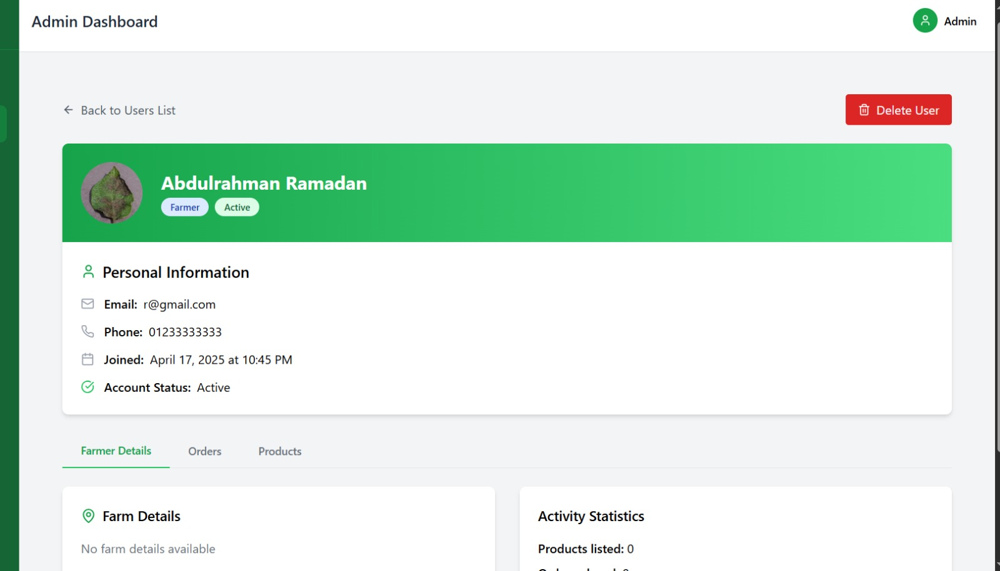 Admin Dashboard
Admin
Back to Users List
Delete User
Abdulrahman Ramadan
Farmer
Active
Personal Information
Email: r@gmail.com
Phone: 01233333333
Joined: April 17, 2025 at 10:45 PM
Account Status: Active
Farmer Details
Orders
Products
Farm Details
No farm details available
Activity Statistics
Products listed: 0